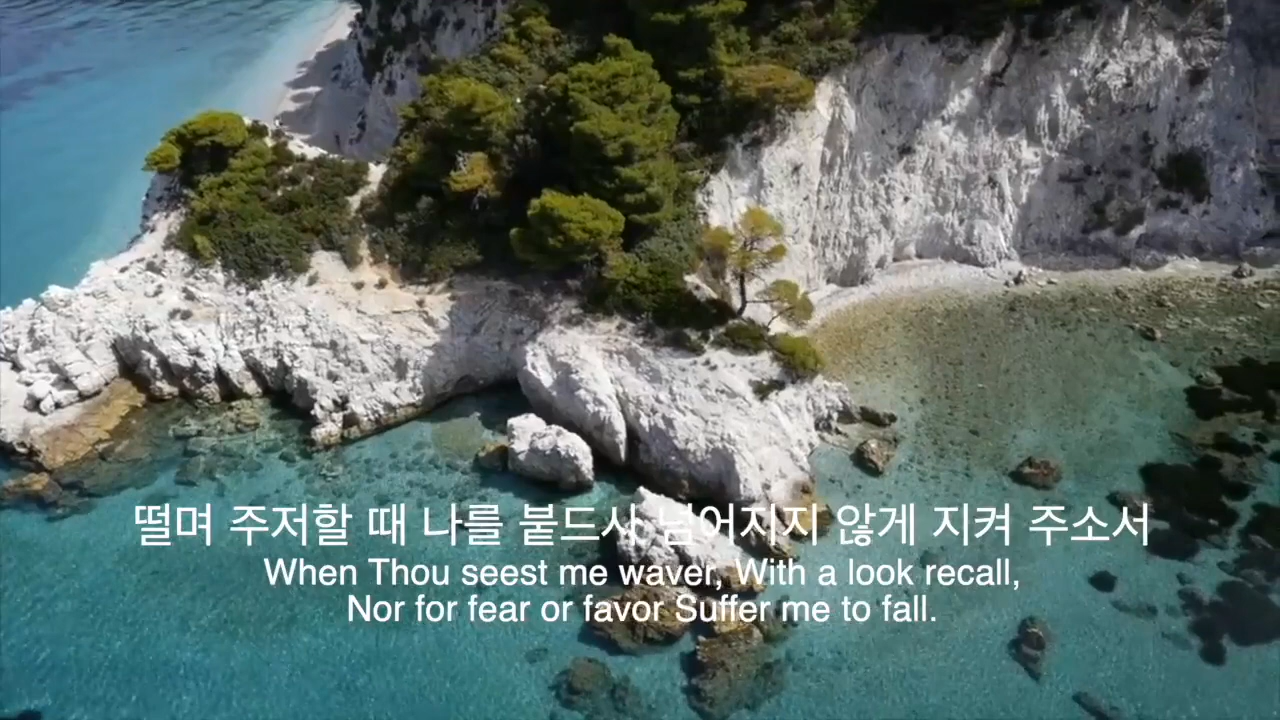 떨며 주저할 때 나를 붙드사 넘어지지 않게 지켜 주소서
When Thou seest me waver, With a look recall,
Nor for fear or favor Suffer me to fall.